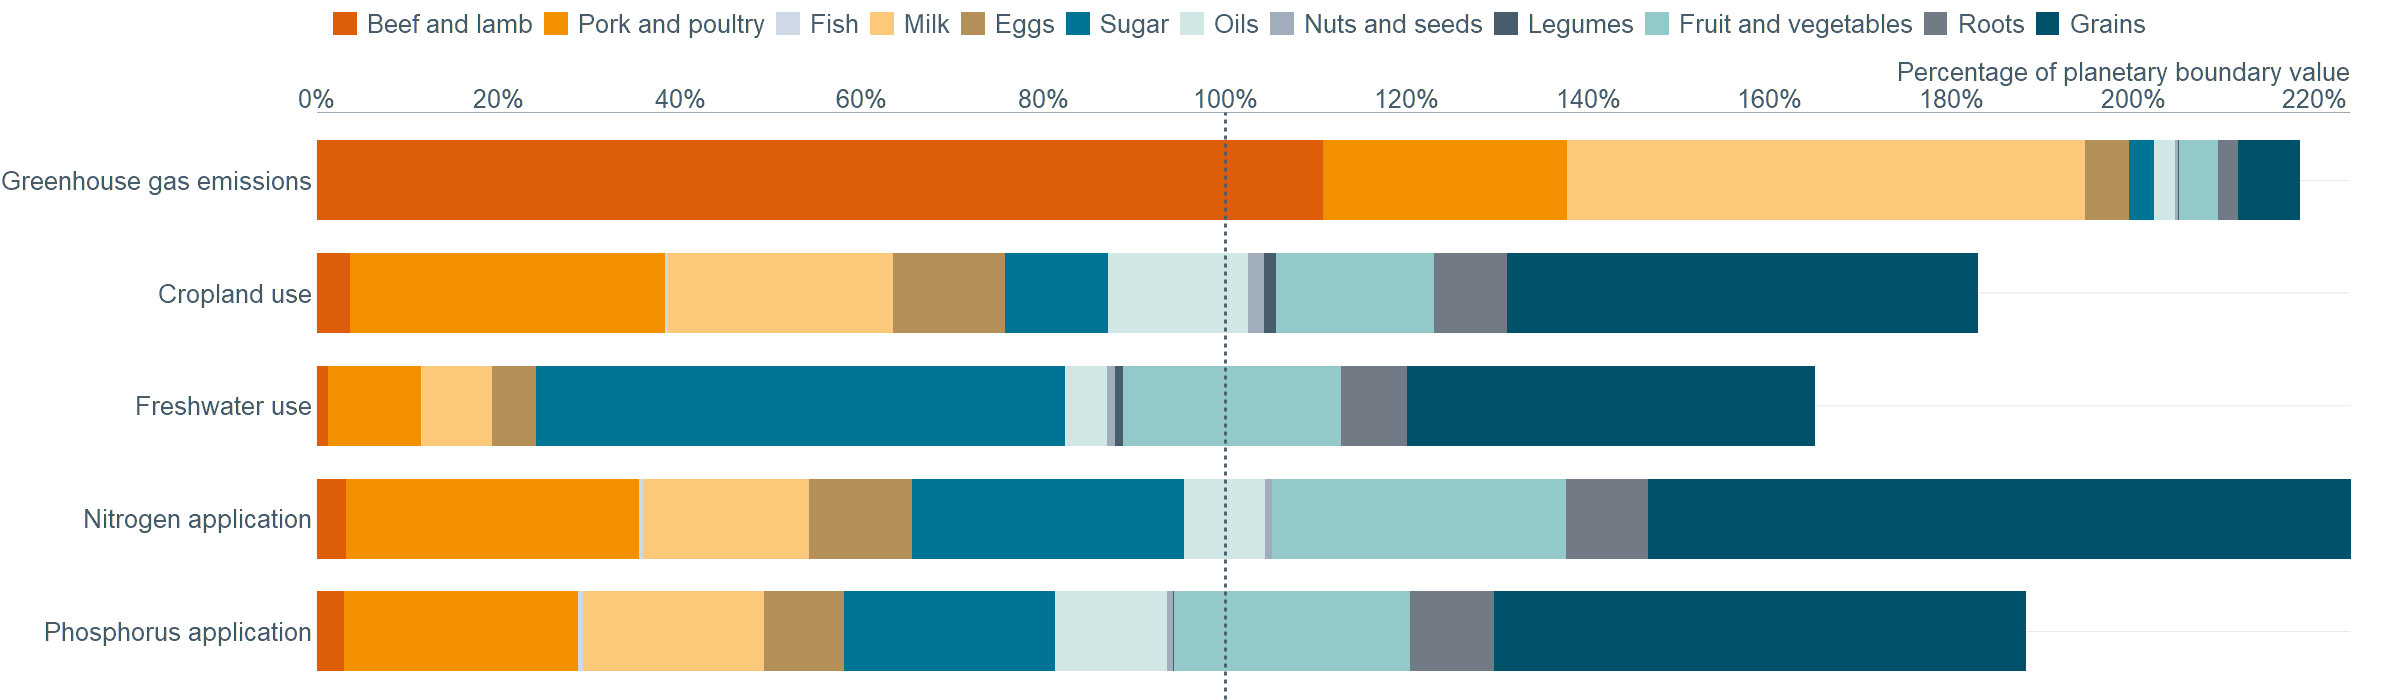 Beef and lamb Pork and poultry Fish Milk Eggs Sugar Oils Nuts and seeds Legumes Fruit and vegetables Roots Grains
Percentage of planetary boundary value
0% 20% 40% 60% 80% 100% 120% 140% 160% 180% 200% 220%
Greenhouse gas emissions
Cropland use
Freshwater use
Nitrogen application
Phosphorus application